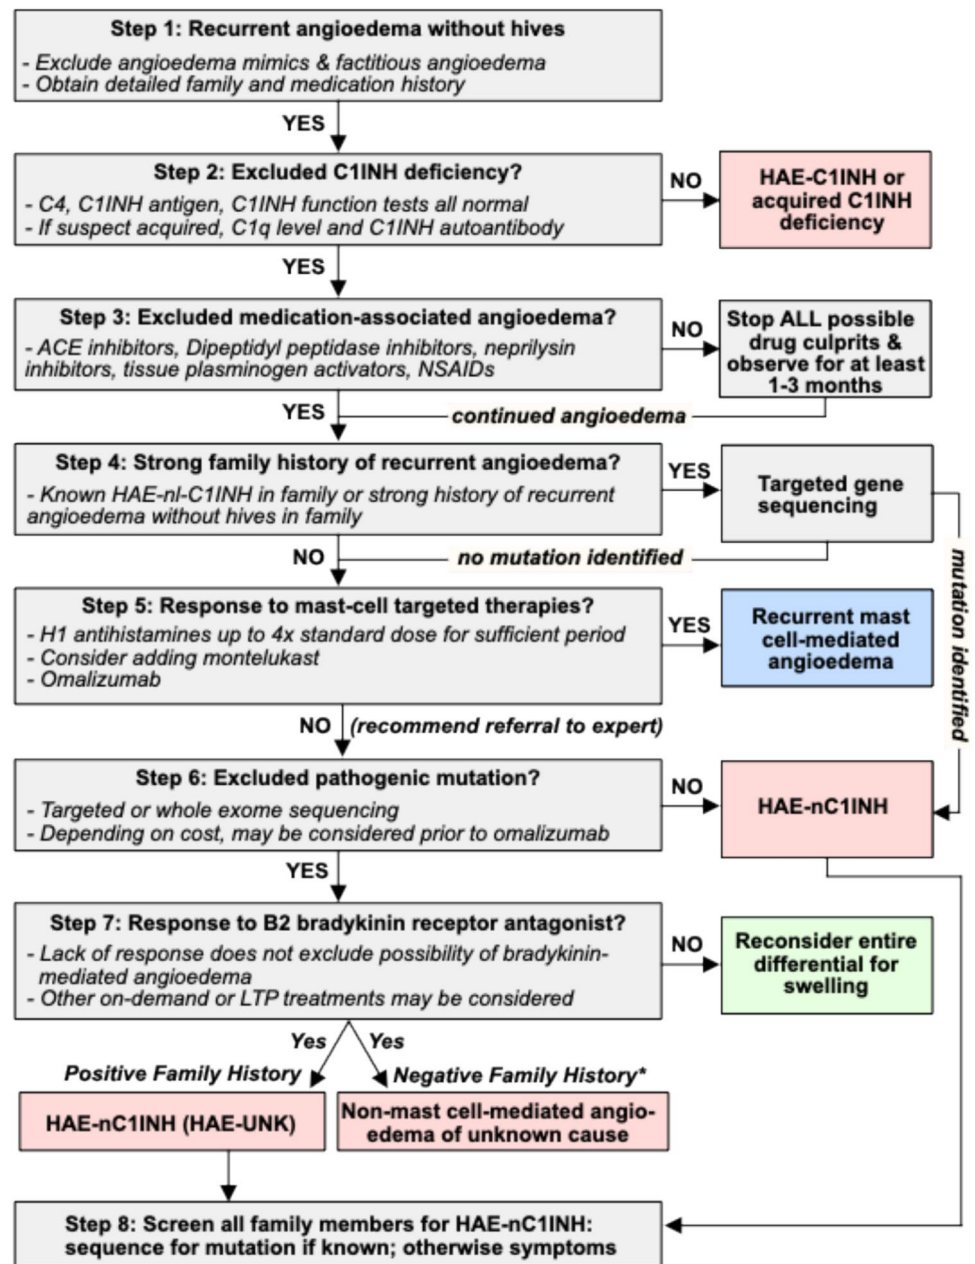 Step 1: Recurrent angioedema without hives
- Exclude angioedema mimics & factitious angioedema
- Obtain detailed family and medication history
YES
Step 2: Excluded C1INH deficiency?
- C4, C1INH antigen, C1INH function tests all normal
- If suspect acquired, C1q level and C1INH autoantibody
NO
HAE-C1INH or
acquired C1INH
deficiency
YES
Step 3: Excluded medication-associated angioedema?
- ACE inhibitors, Dipeptidyl peptidase inhibitors, neprilysin
inhibitors, tissue plasminogen activators, NSAIDs
NO
Stop ALL possible
drug culprits &
observe for at least
1-3 months
YES
continued angioedema
Step 4: Strong family history of recurrent angioedema?
- Known HAE-nl-C1INH in family or strong history of recurrent
angioedema without hives in family
YES
Targeted gene
sequencing
mutation identified
NO
no mutation identified
Step 5: Response to mast-cell targeted therapies?
- H1 antihistamines up to 4x standard dose for sufficient period
- Consider adding montelukast
- Omalizumab
YES
Recurrent mast
cell-mediated
angioedema
NO
(recommend referral to expert)
Step 6: Excluded pathogenic mutation?
- Targeted or whole exome sequencing
- Depending on cost, may be considered prior to omalizumab
NO
HAE-nC1INH
YES
Step 7: Response to B2 bradykinin receptor antagonist?
- Lack of response does not exclude possibility of bradykinin-
mediated angioedema
- Other on-demand or LTP treatments may be considered
NO
Reconsider entire
differential for
swelling
Yes
Yes
Positive Family History
Negative Family History*
HAE-nC1INH (HAE-UNK)
Non-mast cell-mediated angio-
edema of unknown cause
Step 8: Screen all family members for HAE-nC1INH:
sequence for mutation if known; otherwise symptoms